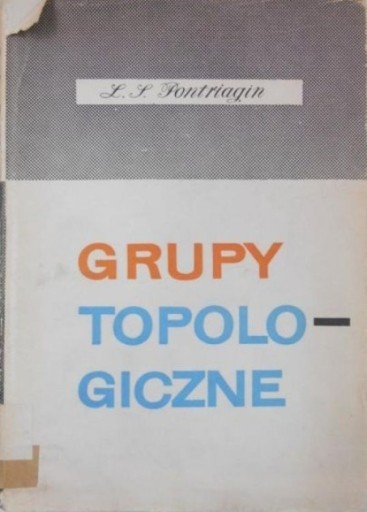 L. S. Pontriagin
GRUPY
TOPOLO-
GICZNE